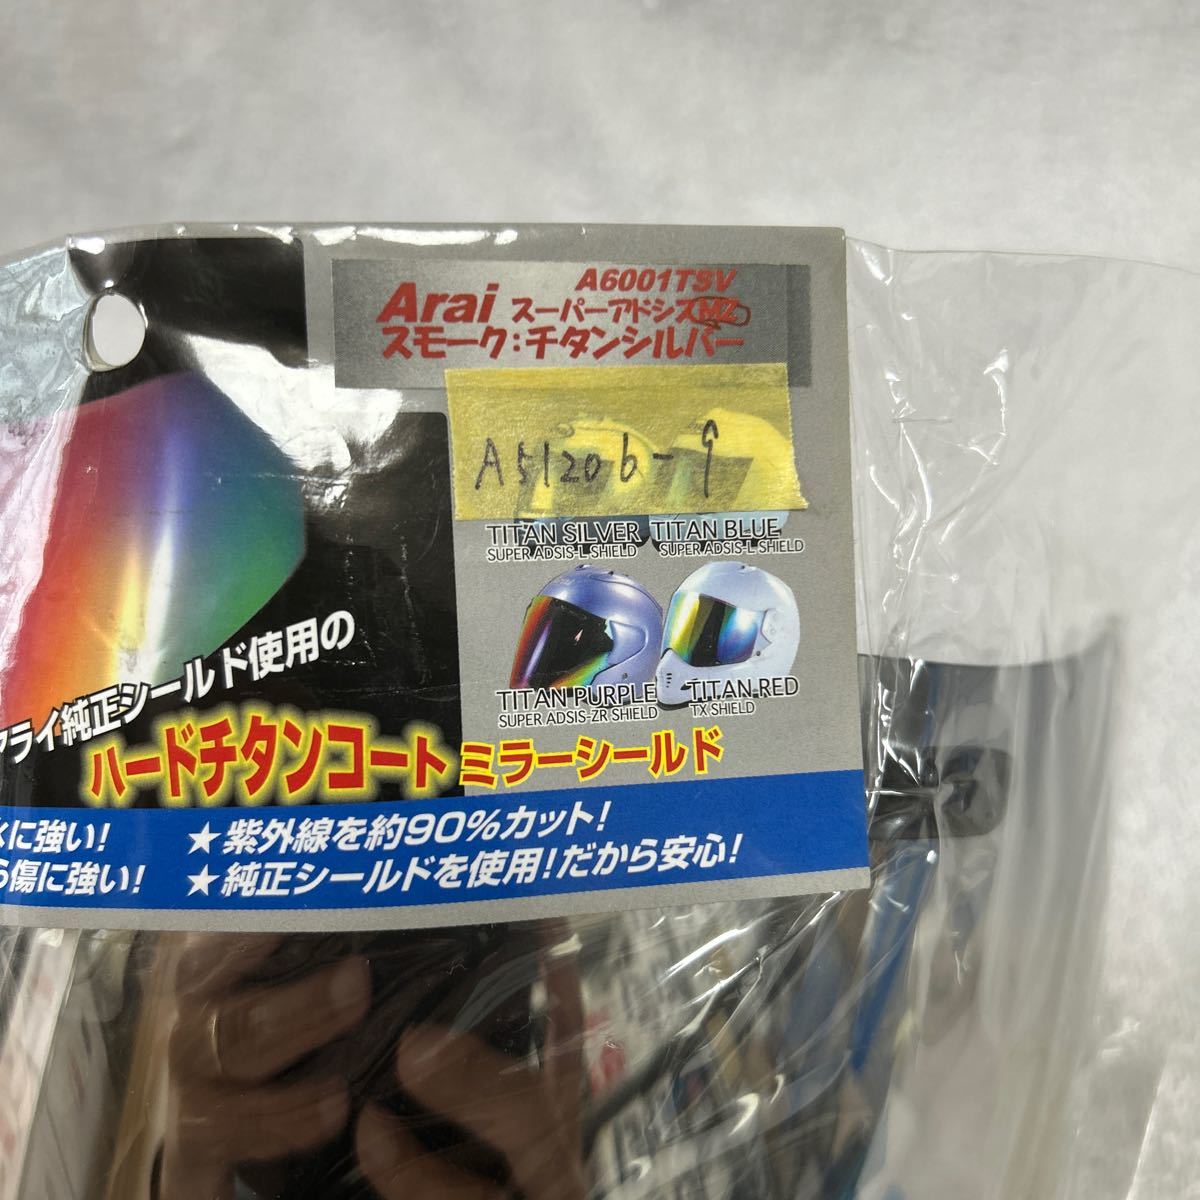 A6001TSV
Arai スーパーアドシズMZ
スモーク:チタンシルバー
A51206-9
TITAN SILVER TITAN BLUE
SUPER ADSIS-L SHIELD SUPER ADSIS-L SHIELD
TITAN PURPLE TITAN RED
SUPER ADSIS-ZR SHIELD TX SHIELD
アライ純正シールド使用の
ハードチタンコートミラーシールド
に強い! ★紫外線を約90%カット!
傷に強い! ★純正シールドを使用!だから安心!